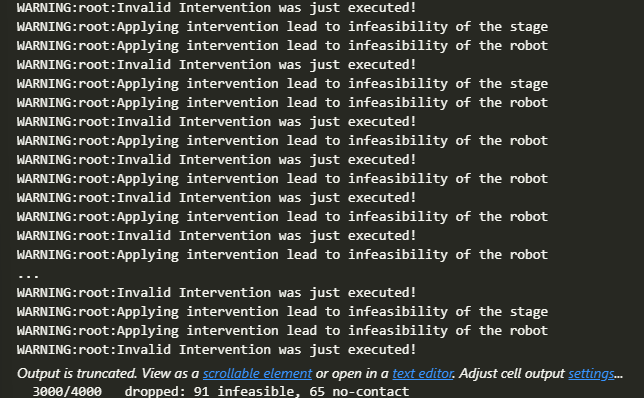 WARNING:root:Invalid Intervention was just executed!
WARNING:root:Applying intervention lead to infeasibility of the stage
WARNING:root:Applying intervention lead to infeasibility of the robot
WARNING:root:Invalid Intervention was just executed!
WARNING:root:Applying intervention lead to infeasibility of the stage
WARNING:root:Applying intervention lead to infeasibility of the robot
WARNING:root:Invalid Intervention was just executed!
WARNING:root:Applying intervention lead to infeasibility of the robot
WARNING:root:Invalid Intervention was just executed!
WARNING:root:Applying intervention lead to infeasibility of the robot
WARNING:root:Invalid Intervention was just executed!
WARNING:root:Applying intervention lead to infeasibility of the robot
WARNING:root:Invalid Intervention was just executed!
WARNING:root:Applying intervention lead to infeasibility of the robot
...
WARNING:root:Invalid Intervention was just executed!
WARNING:root:Applying intervention lead to infeasibility of the stage
WARNING:root:Applying intervention lead to infeasibility of the robot
WARNING:root:Invalid Intervention was just executed!
Output is truncated. View as a scrollable element or open in a text editor. Adjust cell output settings...
3000/4000   dropped: 91 infeasible, 65 no-contact